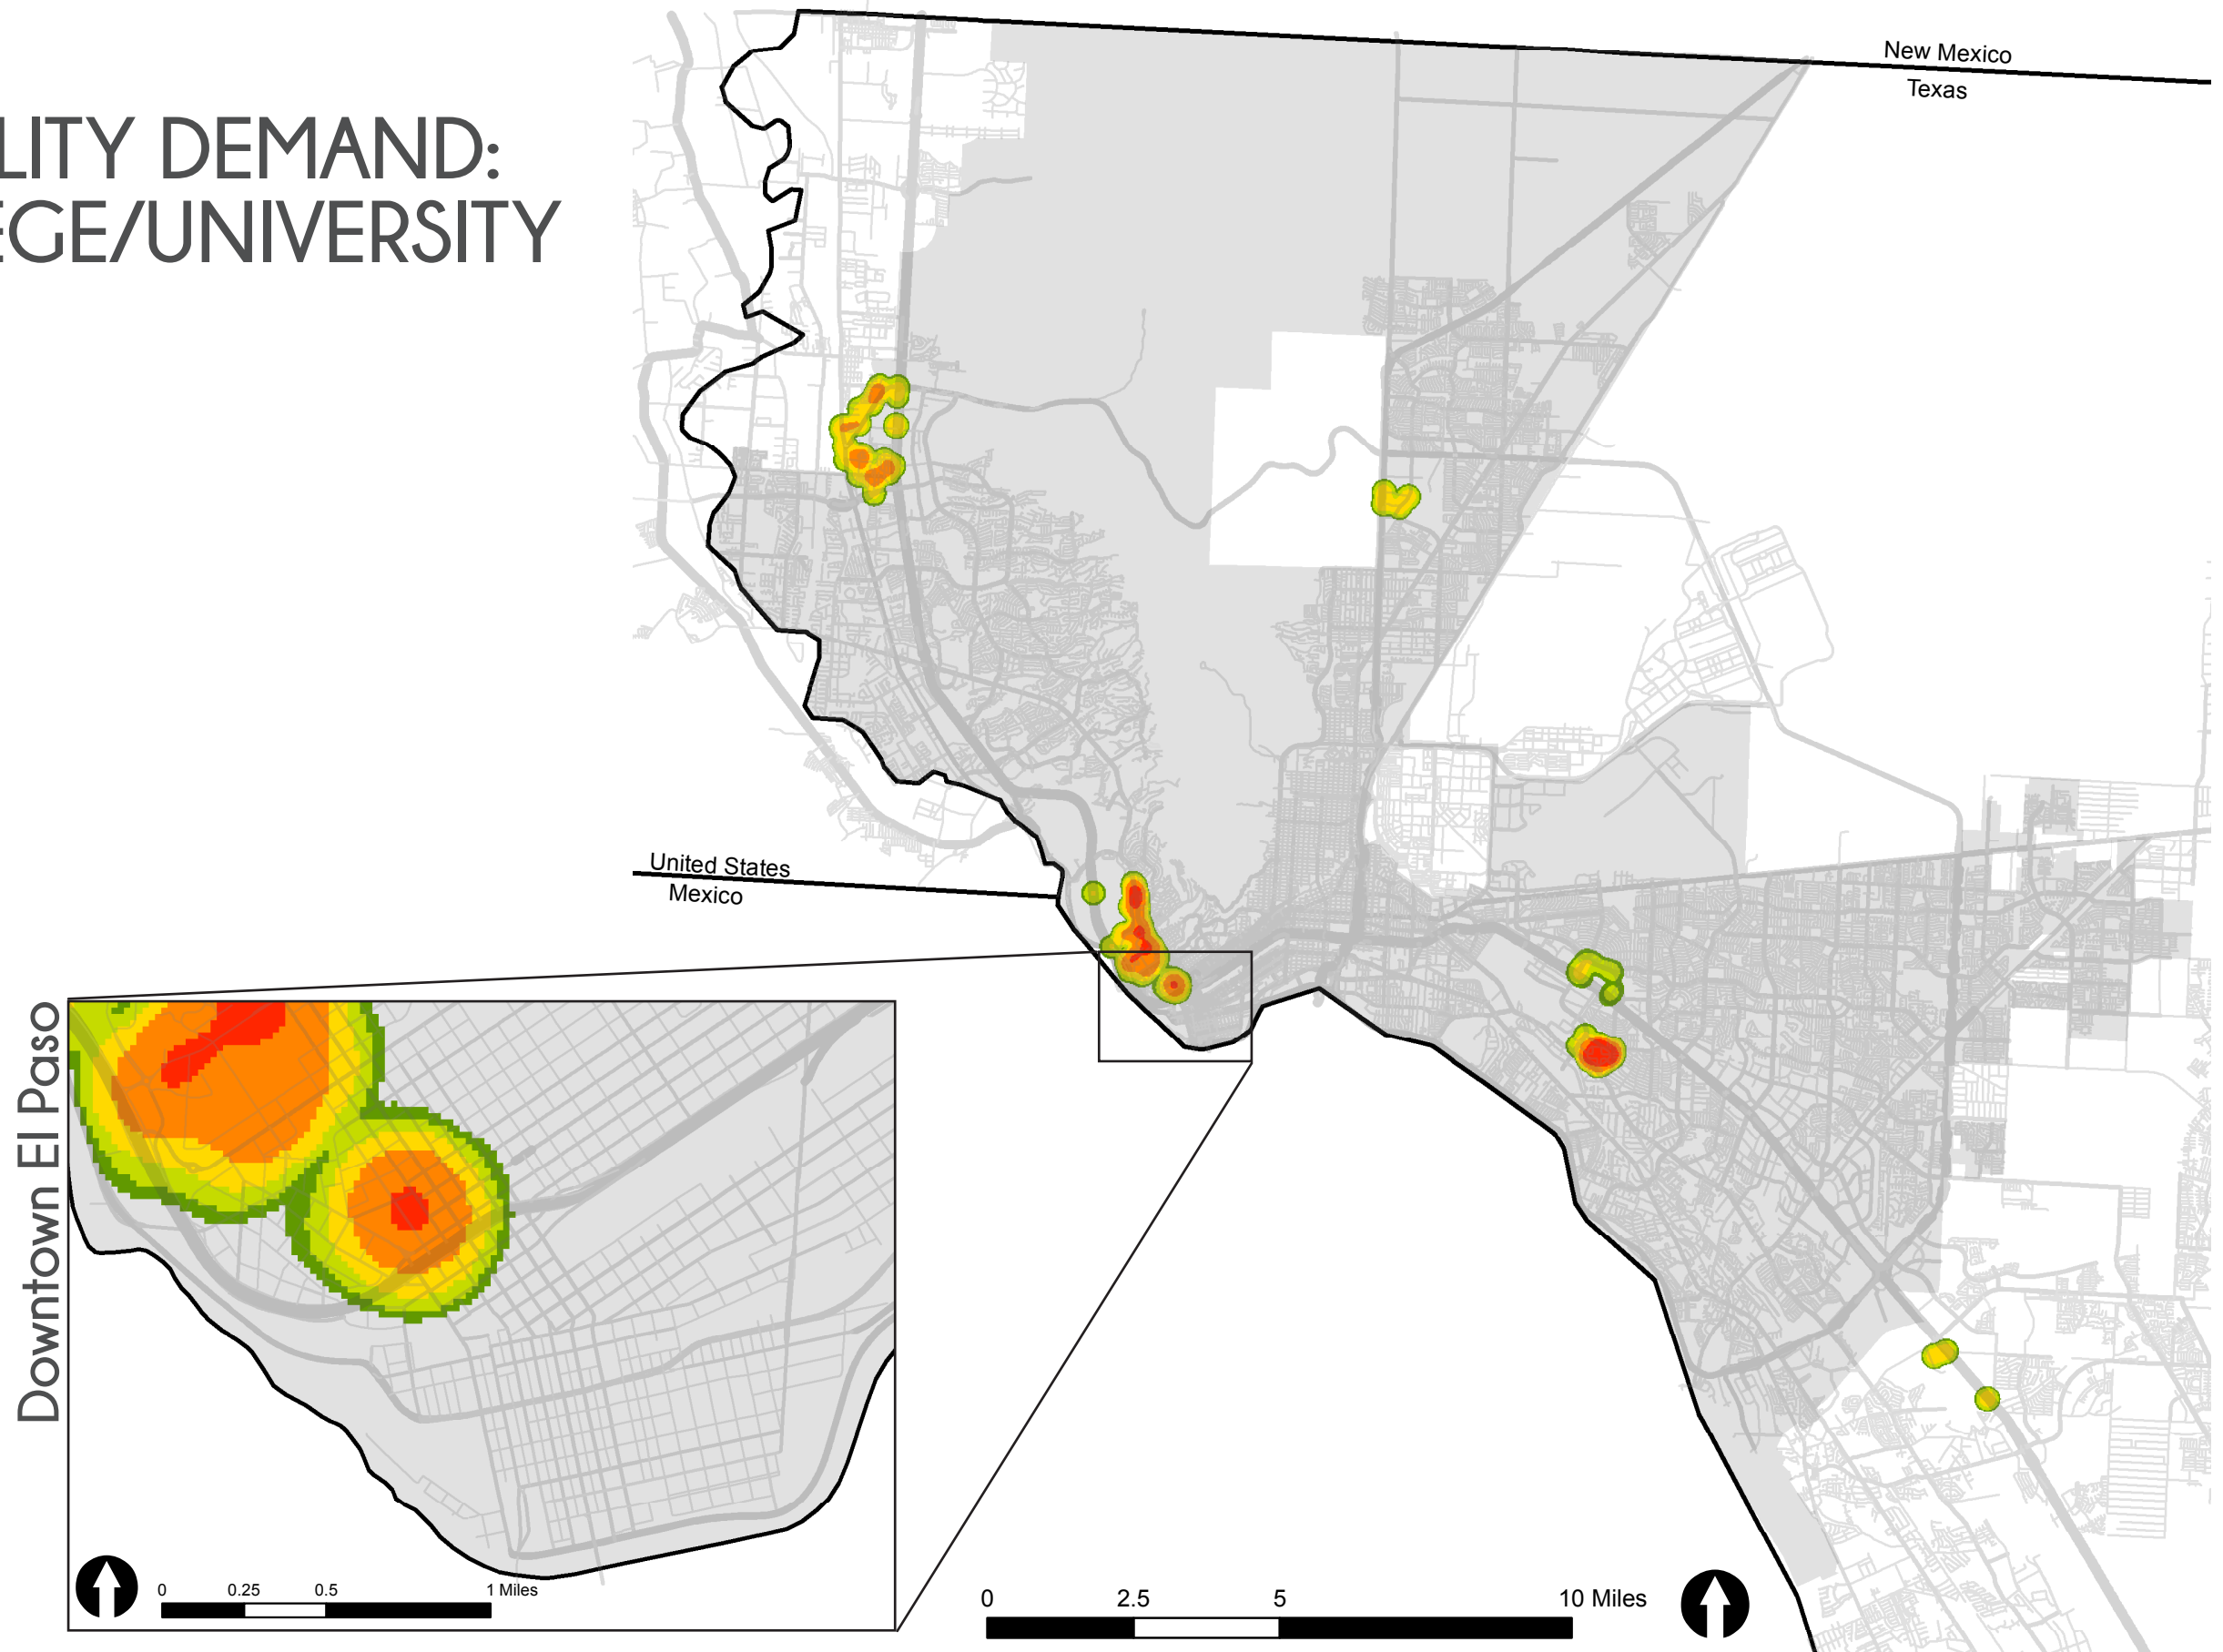 LITY DEMAND:
EGE/UNIVERSITY
New Mexico
Texas
United States
Mexico
Downtown El Paso
0 0.25 0.5 1 Miles
0 2.5 5 10 Miles